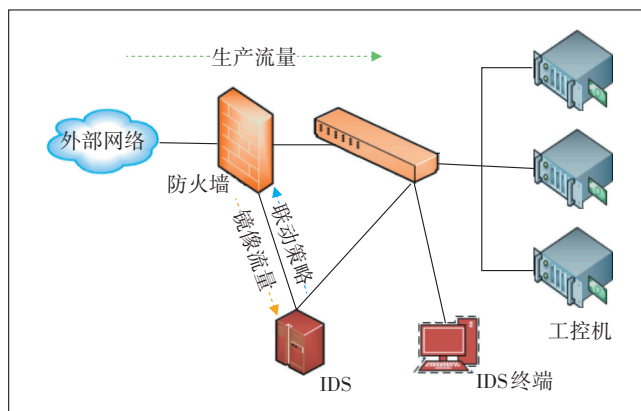 生产流量
外部网络
防火墙
镜像流量
联动策略
IDS
IDS终端
工控机